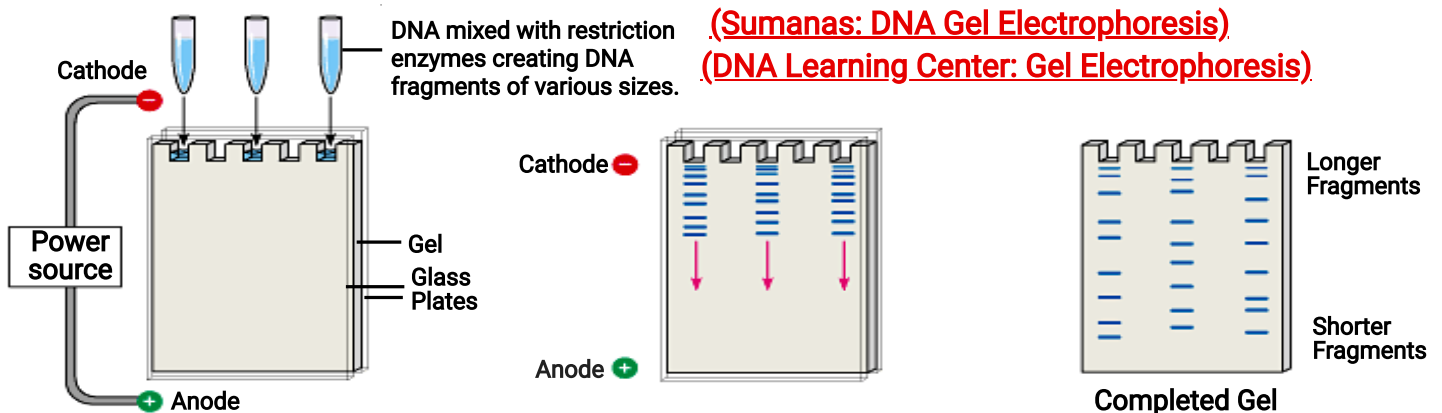 DNA mixed with restriction
enzymes creating DNA
fragments of various sizes.
(Sumanas: DNA Gel Electrophoresis)
(DNA Learning Center: Gel Electrophoresis)
Cathode
−
Power
source
Gel
Glass
Plates
+
Anode
Cathode
−
Anode
+
Longer
Fragments
Shorter
Fragments
Completed Gel